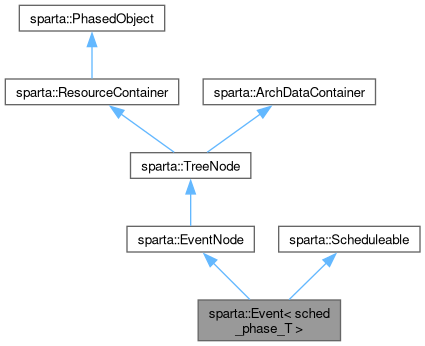 sparta::PhasedObject
sparta::ResourceContainer
sparta::ArchDataContainer
sparta::TreeNode
sparta::EventNode
sparta::Scheduleable
sparta::Event< sched
_phase_T >